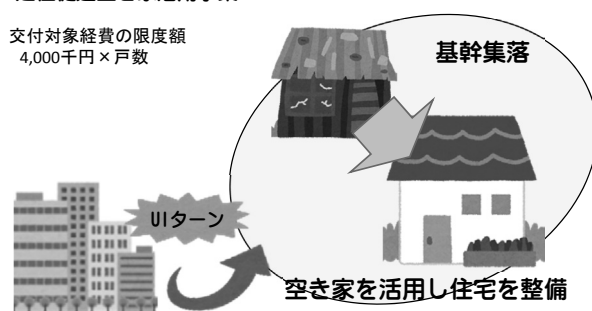 交付対象経費の限度額
4,000千円×戸数
基幹集落
UIターン
空き家を活用し住宅を整備